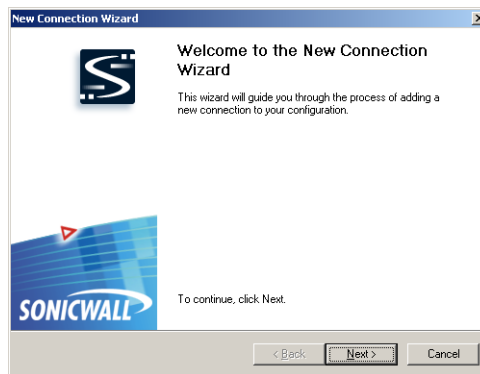 New Connection Wizard
Welcome to the New Connection
Wizard
This wizard will guide you through the process of adding a
new connection to your configuration.
SONICWALL
To continue, click Next.
< Back
Next >
Cancel